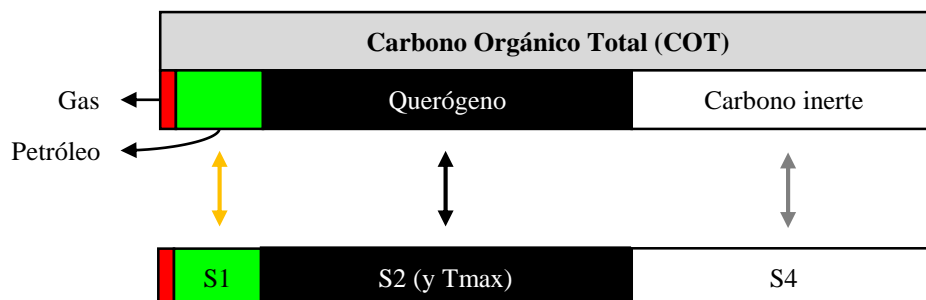 Carbono Orgánico Total (COT)
Gas
Querógeno
Carbono inerte
Petróleo
S1
S2 (y Tmax)
S4